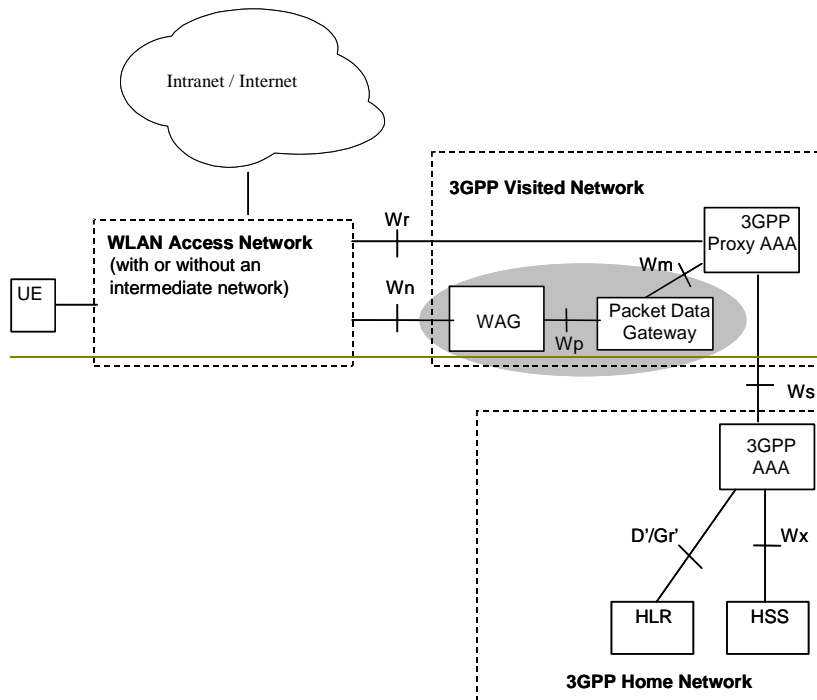 Intranet / Internet
3GPP Visited Network
Wr
3GPP
Proxy AAA
WLAN Access Network
(with or without an
intermediate network)
Wm
UE
Wn
WAG
Packet Data
Gateway
Wp
Ws
3GPP
AAA
D'/Gr'
Wx
HLR
HSS
3GPP Home Network